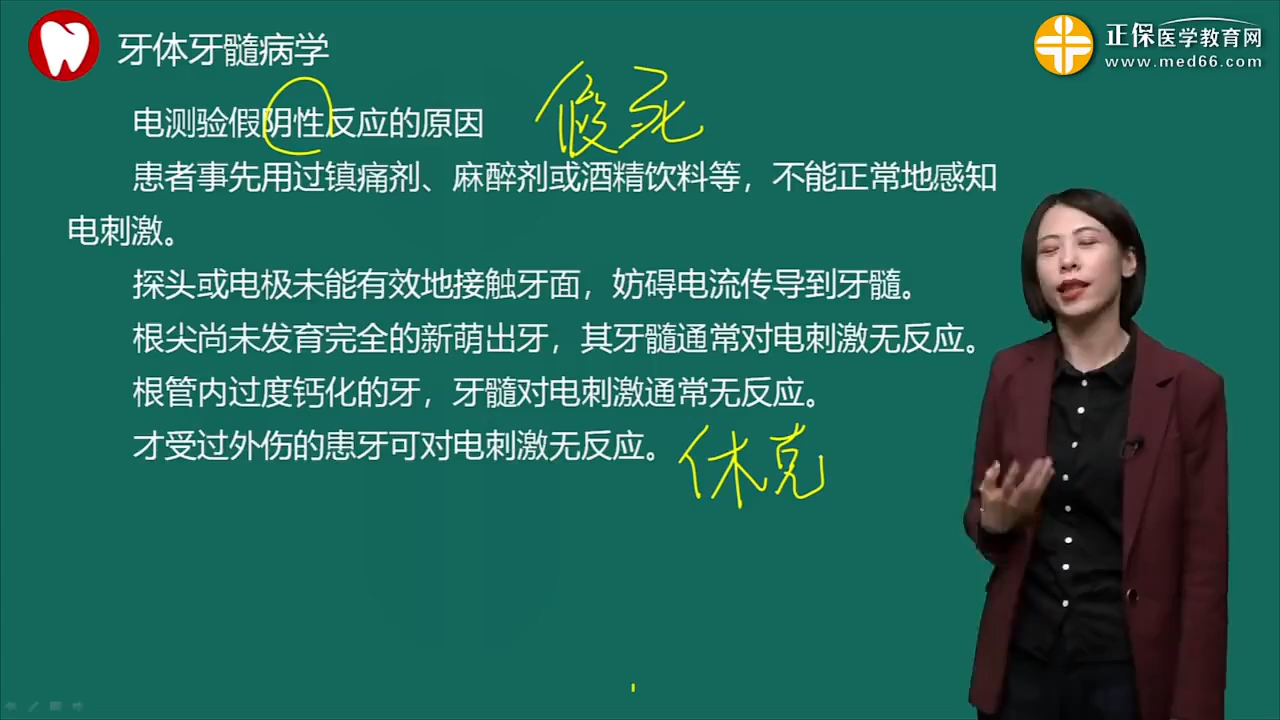 牙体牙髓病学
正保医学教育网
www.med66.com
电测验假阴性反应的原因
假死
患者事先用过镇痛剂、麻醉剂或酒精饮料等，不能正常地感知
电刺激。
探头或电极未能有效地接触牙面，妨碍电流传导到牙髓。
根尖尚未发育完全的新萌出牙，其牙髓通常对电刺激无反应。
根管内过度钙化的牙，牙髓对电刺激通常无反应。
才受过外伤的患牙可对电刺激无反应。
休克